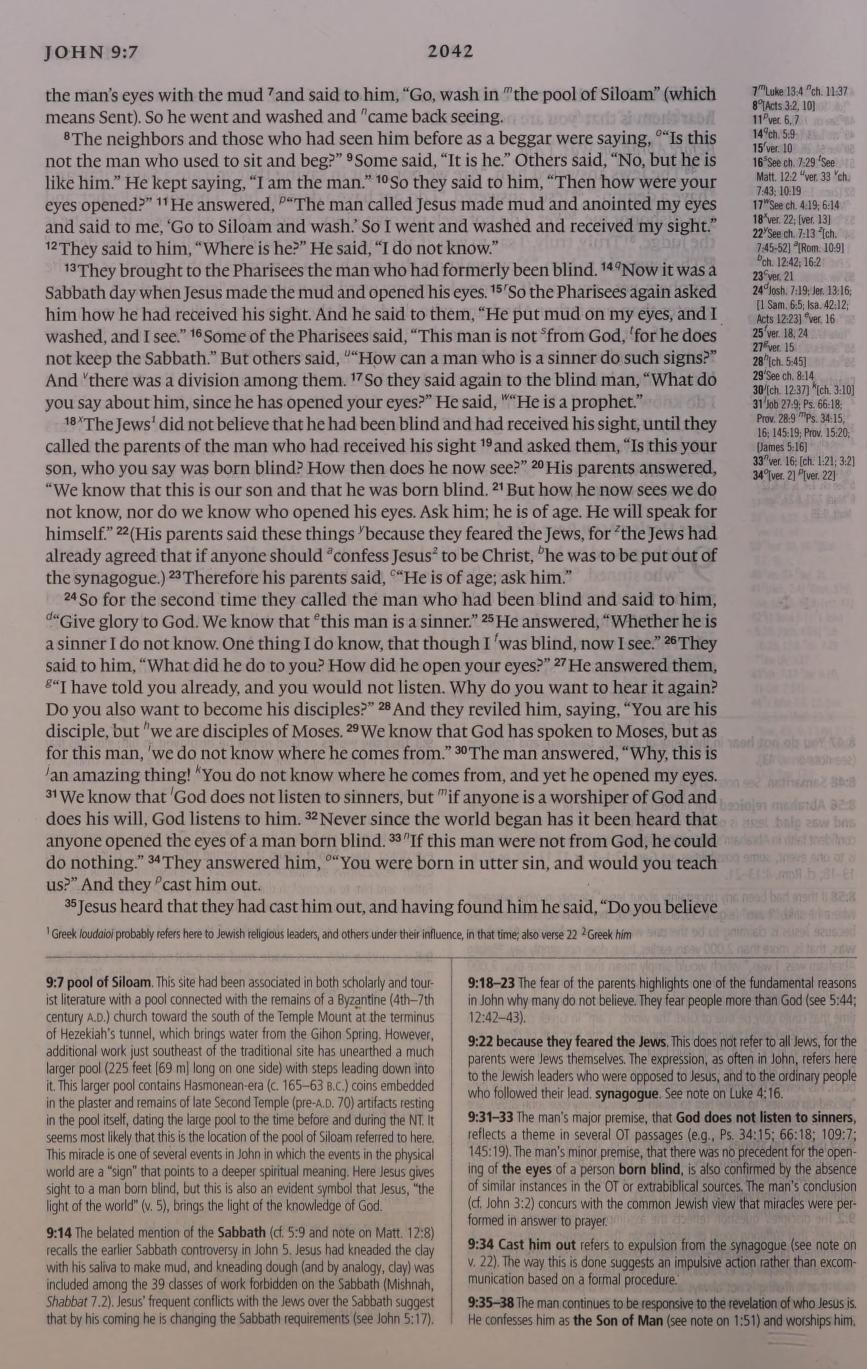 JOHN 9:7
2042
the man’s eyes with the mud 7and said to him, “Go, wash in mthe pool of Siloam” (which
means Sent). So he went and washed and ncame back seeing.
8The neighbors and those who had seen him before as a beggar were saying, o“Is this
not the man who used to sit and beg?” 9Some said, “It is he.” Others said, “No, but he is
like him.” He kept saying, “I am the man.” 10So they said to him, “Then how were your
eyes opened?” 11He answered, p“The man called Jesus made mud and anointed my eyes
and said to me, ‘Go to Siloam and wash.’ So I went and washed and received my sight.”
12They said to him, “Where is he?” He said, “I do not know.”
13They brought to the Pharisees the man who had formerly been blind. 14qNow it was a
Sabbath day when Jesus made the mud and opened his eyes. 15rSo the Pharisees again asked
him how he had received his sight. And he said to them, “He put mud on my eyes, and I
washed, and I see.” 16Some of the Pharisees said, “This man is not sfrom God, tfor he does
not keep the Sabbath.” But others said, u“How can a man who is a sinner do such signs?”
And vthere was a division among them. 17So they said again to the blind man, “What do
you say about him, since he has opened your eyes?” He said, w“He is a prophet.”
18xThe Jews1 did not believe that he had been blind and had received his sight, until they
called the parents of the man who had received his sight 19and asked them, “Is this your
son, who you say was born blind? How then does he now see?” 20His parents answered,
“We know that this is our son and that he was born blind. 21But how he now sees we do
not know, nor do we know who opened his eyes. Ask him; he is of age. He will speak for
himself.” 22(His parents said these things ybecause they feared the Jews, for zthe Jews had
already agreed that if anyone should aconfess Jesus2 to be Christ, bhe was to be put out of
the synagogue.) 23Therefore his parents said, c“He is of age; ask him.”
24So for the second time they called the man who had been blind and said to him,
d“Give glory to God. We know that ethis man is a sinner.” 25He answered, “Whether he is
a sinner I do not know. One thing I do know, that though I fwas blind, now I see.” 26They
said to him, “What did he do to you? How did he open your eyes?” 27He answered them,
g“I have told you already, and you would not listen. Why do you want to hear it again?
Do you also want to become his disciples?” 28And they reviled him, saying, “You are his
disciple, but hwe are disciples of Moses. 29We know that God has spoken to Moses, but as
for this man, iwe do not know where he comes from.” 30The man answered, “Why, this is
jan amazing thing! kYou do not know where he comes from, and yet he opened my eyes.
31We know that lGod does not listen to sinners, but mif anyone is a worshiper of God and
does his will, God listens to him. 32Never since the world began has it been heard that
anyone opened the eyes of a man born blind. 33nIf this man were not from God, he could
do nothing.” 34They answered him, o“You were born in utter sin, and would you teach
us?” And they pcast him out.
35Jesus heard that they had cast him out, and having found him he said, “Do you believe
1 Greek Ioudaioi probably refers here to Jewish religious leaders, and others under their influence, in that time; also verse 22 2 Greek him
7mLuke 13:4 nch. 11:37
8o[Acts 3:2, 10]
11pver. 6, 7
14qch. 5:9
15rver. 10
16sSee ch. 7:29 tSee
Matt. 12:2 uver. 33 vch.
7:43; 10:19
17wSee ch. 4:19; 6:14
18xver. 22; [ver. 13]
22ySee ch. 7:13 z[ch.
7:45-52] a[Rom. 10:9]
bch. 12:42; 16:2
23cver. 21
24dJosh. 7:19; Jer. 13:16;
[1 Sam. 6:5; Isa. 42:12;
Acts 12:23] ever. 16
25fver. 18, 24
27gver. 15
28h[ch. 5:45]
29iSee ch. 8:14
30j[ch. 12:37] k[ch. 3:10]
31lJob 27:9; Ps. 66:18;
Prov. 28:9 mPs. 34:15,
16; 145:19; Prov. 15:29;
[James 5:16]
33nver. 16; [ch. 1:21; 3:2]
34o[ver. 2] p[ver. 22]
9:7 pool of Siloam. This site had been associated in both scholarly and tour-
ist literature with a pool connected with the remains of a Byzantine (4th–7th
century A.D.) church toward the south of the Temple Mount at the terminus
of Hezekiah’s tunnel, which brings water from the Gihon Spring. However,
additional work just southeast of the traditional site has unearthed a much
larger pool (225 feet [69 m] long on one side) with steps leading down into
it. This larger pool contains Hasmonean-era (c. 165–63 B.C.) coins embedded
in the plaster and remains of late Second Temple (pre-A.D. 70) artifacts resting
in the pool itself, dating the large pool to the time before and during the NT. It
seems most likely that this is the location of the pool of Siloam referred to here.
This miracle is one of several events in John in which the events in the physical
world are a “sign” that points to a deeper spiritual meaning. Here Jesus gives
sight to a man born blind, but this is also an evident symbol that Jesus, “the
light of the world” (v. 5), brings the light of the knowledge of God.
9:14 The belated mention of the Sabbath (cf. 5:9 and note on Matt. 12:8)
recalls the earlier Sabbath controversy in John 5. Jesus had kneaded the clay
with his saliva to make mud, and kneading dough (and by analogy, clay) was
included among the 39 classes of work forbidden on the Sabbath (Mishnah,
Shabbat 7.2). Jesus’ frequent conflicts with the Jews over the Sabbath suggest
that by his coming he is changing the Sabbath requirements (see John 5:17).
9:18–23 The fear of the parents highlights one of the fundamental reasons
in John why many do not believe. They fear people more than God (see 5:44;
12:42–43).
9:22 because they feared the Jews. This does not refer to all Jews, for the
parents were Jews themselves. The expression, as often in John, refers here
to the Jewish leaders who were opposed to Jesus, and to the ordinary people
who followed their lead. synagogue. See note on Luke 4:16.
9:31–33 The man’s major premise, that God does not listen to sinners,
reflects a theme in several OT passages (e.g., Ps. 34:15; 66:18; 109:7;
145:19). The man’s minor premise, that there was no precedent for the open-
ing of the eyes of a person born blind, is also confirmed by the absence
of similar instances in the OT or extrabiblical sources. The man’s conclusion
(cf. John 3:2) concurs with the common Jewish view that miracles were per-
formed in answer to prayer.
9:34 Cast him out refers to expulsion from the synagogue (see note on
v. 22). The way this is done suggests an impulsive action rather than excom-
munication based on a formal procedure.
9:35–38 The man continues to be responsive to the revelation of who Jesus is.
He confesses him as the Son of Man (see note on 1:51) and worships him,